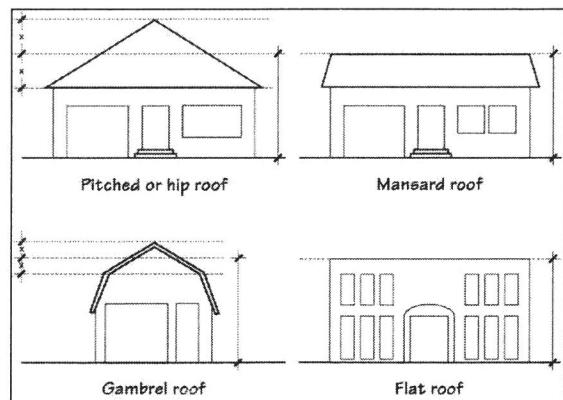 Pitched or hip roof
Mansard roof
Gambrel roof
Flat roof